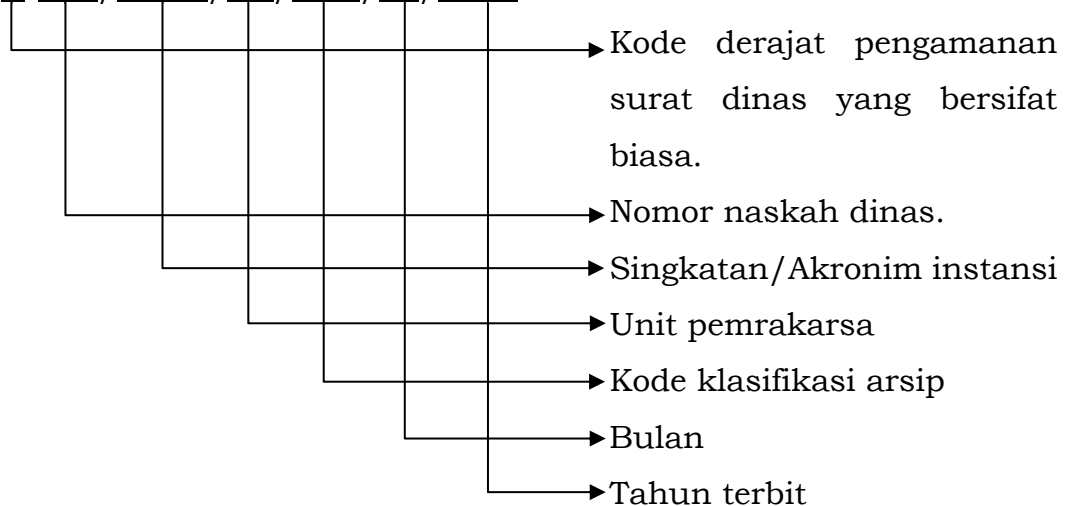 Kode derajat pengamanan
surat dinas yang bersifat
biasa.
Nomor naskah dinas.
Singkatan/Akronim instansi
Unit pemrakarsa
Kode klasifikasi arsip
Bulan
Tahun terbit